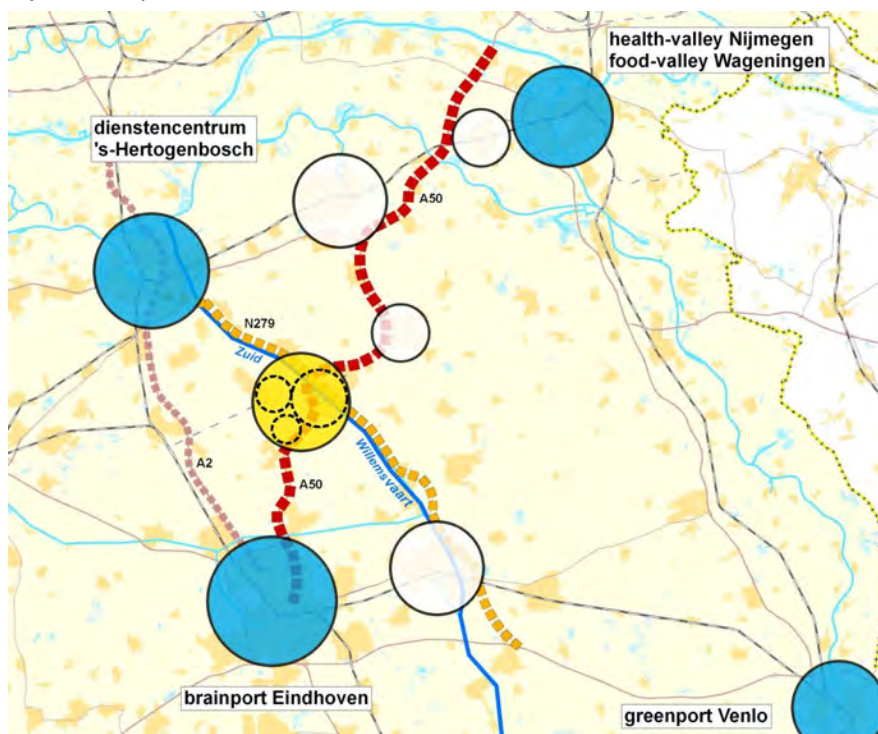 health-valley Nijmegen
food-valley Wageningen
dienstencentrum
's-Hertogenbosch
A50
N279
Zuid
Willemsvaart
A2
A50
brainport Eindhoven
greenport Venlo